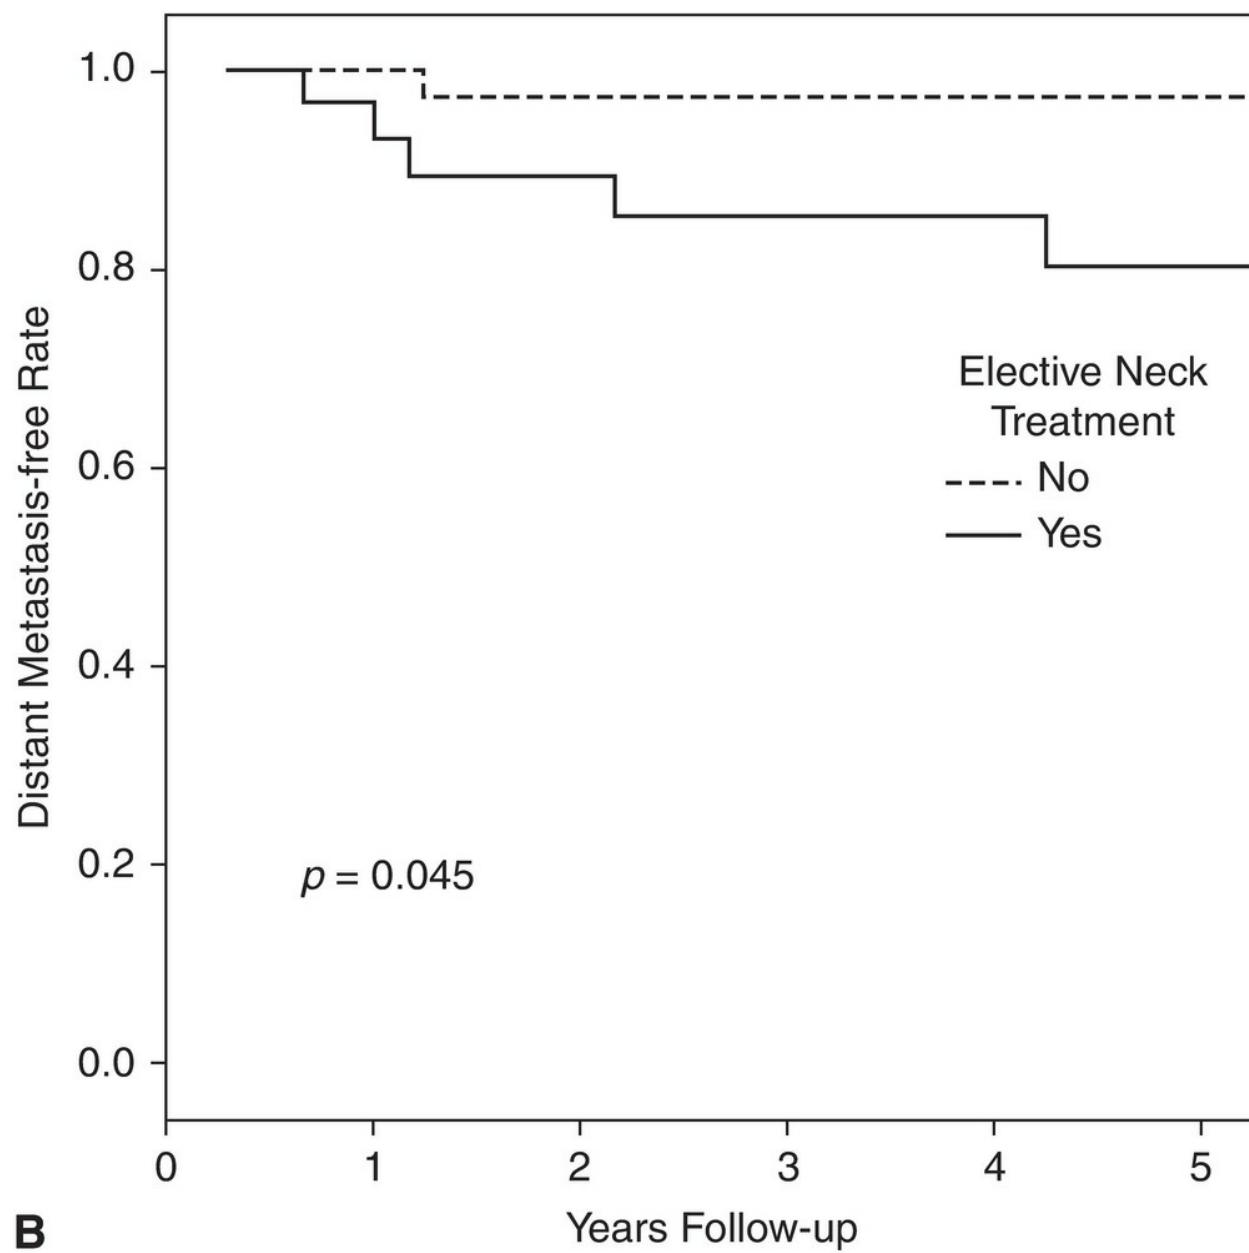 Distant Metastasis-free Rate
1.0
0.8
0.6
0.4
0.2
0.0
Elective Neck
Treatment
No
Yes
p = 0.045
0 1 2 3 4 5
Years Follow-up
B